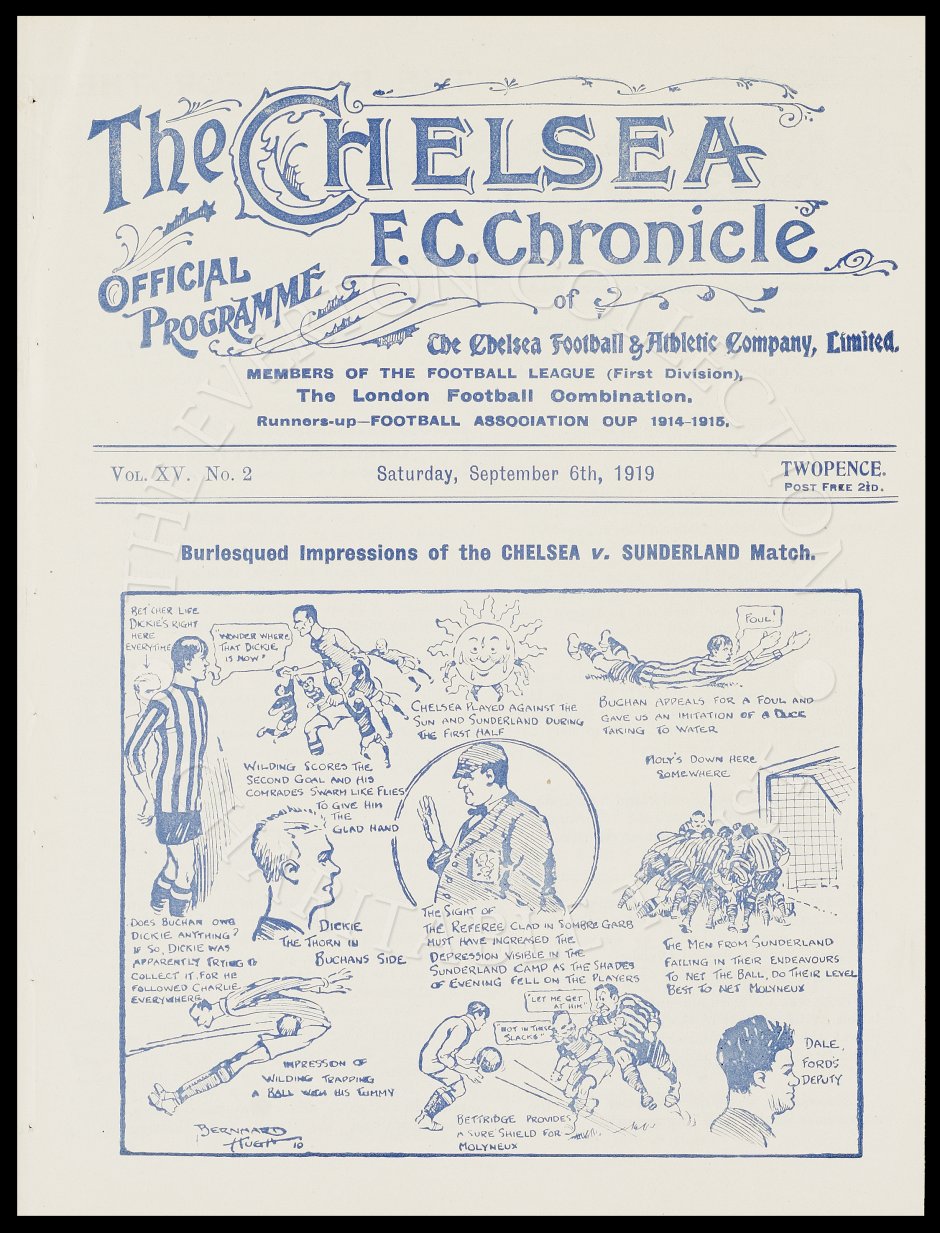 The CHELSEA
F.C. Chronicle
OFFICIAL
PROGRAMME
of
The Chelsea Football & Athletic Company, Limited.
MEMBERS OF THE FOOTBALL LEAGUE (First Division),
The London Football Combination.
Runners-up—FOOTBALL ASSOCIATION CUP 1914-1915.
VOL. XV. No. 2
Saturday, September 6th, 1919
TWOPENCE.
POST FREE 2½D.
Burlesqued Impressions of the CHELSEA v. SUNDERLAND Match.
BET'CHER LIFE
DICKIE'S RIGHT
HERE
EVERYTIME
"WONDER WHERE
THAT DICKIE
IS NOW"
WILDING SCORES THE
SECOND GOAL AND HIS
COMRADES SWARM LIKE FLIES
TO GIVE HIM
THE
GLAD HAND
CHELSEA PLAYED AGAINST THE
SUN AND SUNDERLAND DURING
THE FIRST HALF
FOUL!
BUCHAN APPEALS FOR A FOUL AND
GAVE US AN IMITATION OF A DUCK
TAKING TO WATER
MOLY'S DOWN HERE
SOMEWHERE
DOES BUCHAN OWE
DICKIE ANYTHING?
IF SO, DICKIE WAS
APPARENTLY TRYING TO
COLLECT IT, FOR HE
FOLLOWED CHARLIE
EVERYWHERE
DICKIE
THE THORN IN
BUCHANS SIDE
THE SIGHT OF
THE REFEREE CLAD IN SOMBRE GARB
MUST HAVE INCREASED THE
DEPRESSION VISIBLE IN THE
SUNDERLAND CAMP AS THE SHADES
OF EVENING FELL ON THE PLAYERS
THE MEN FROM SUNDERLAND
FAILING IN THEIR ENDEAVOURS
TO NET THE BALL, DO THEIR LEVEL
BEST TO NET MOLYNEUX
IMPRESSION OF
WILDING TRAPPING
A BALL WITH HIS TUMMY
"LET ME GET
AT HIM"
"NOT IN THESE
SLACKS"
BETTRIDGE PROVIDES
A SURE SHIELD FOR
MOLYNEUX
DALE,
FORD'S
DEPUTY
BERNHARD
HUGH
THE EVERTON COLLECTION
CHARITABLE TRUST